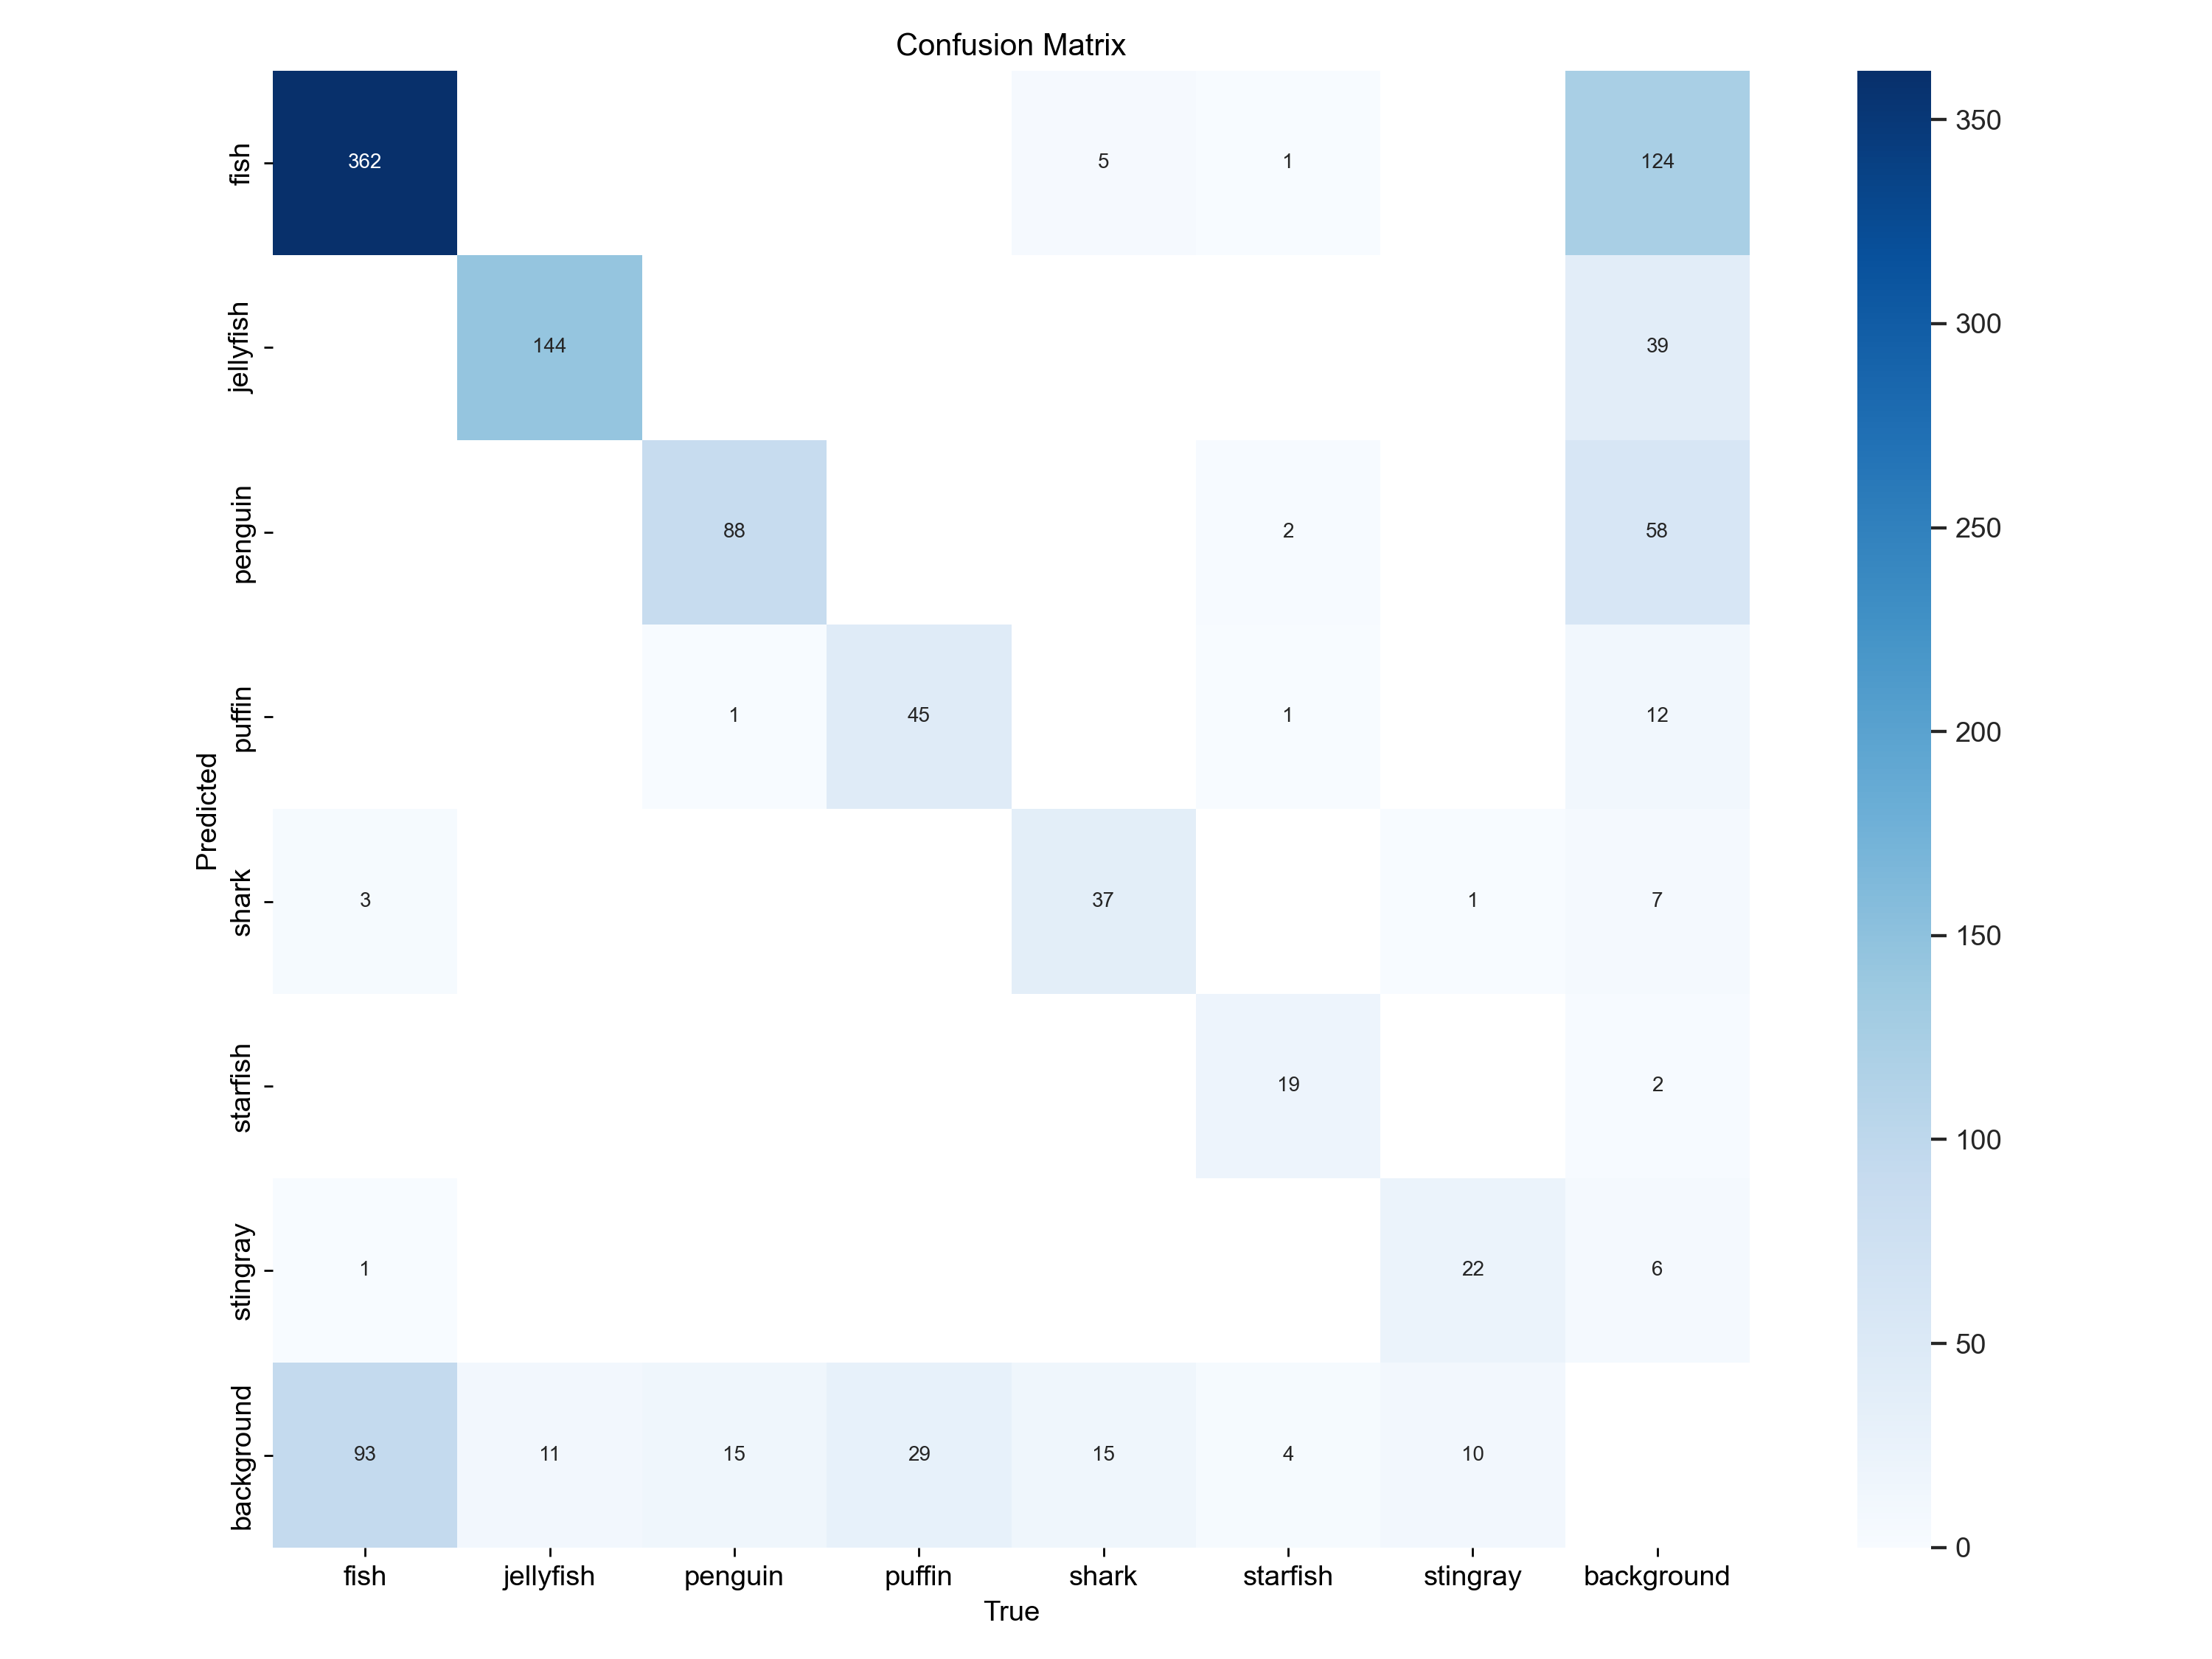 Confusion Matrix
fish 362 5 1 124
jellyfish 144 39
penguin 88 2 58
puffin 1 45 1 12
shark 3 37 1 7
starfish 19 2
stingray 1 22 6
background 93 11 15 29 15 4 10
fish jellyfish penguin puffin shark starfish stingray background
True
Predicted
350
300
250
200
150
100
50
0